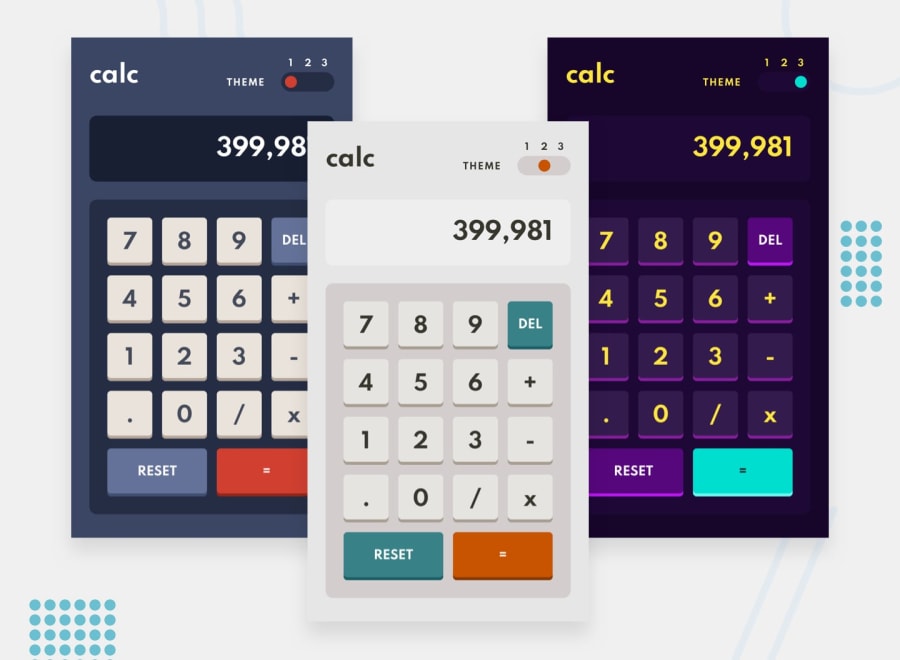 calc
1 2 3
THEME
399,98
7 8 9 DEL
4 5 6 +
1 2 3 -
. 0 / x
RESET =
calc
1 2 3
THEME
399,981
7 8 9 DEL
4 5 6 +
1 2 3 -
. 0 / x
RESET =
calc
1 2 3
THEME
399,981
7 8 9 DEL
4 5 6 +
1 2 3 -
. 0 / x
RESET =